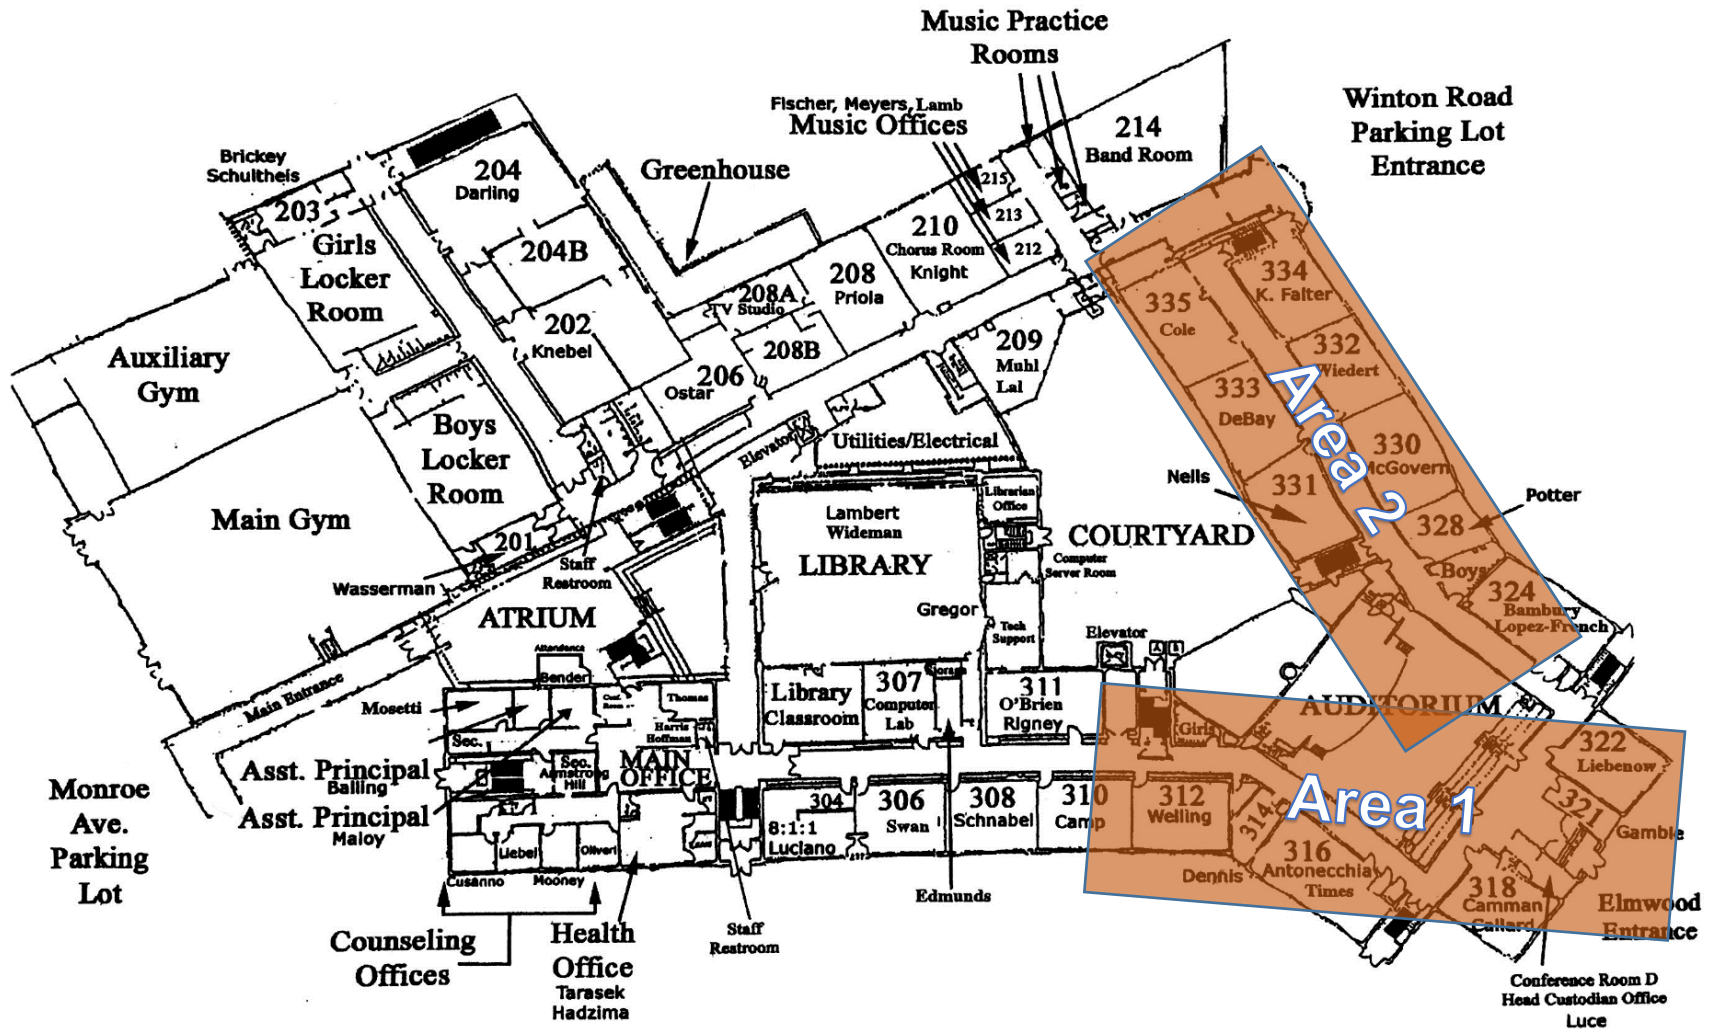 Music Practice
Rooms
Fischer, Meyers, Lamb
Music Offices
214
Band Room
Winton Road
Parking Lot
Entrance
Brickey
Schultheis
203
204
Darling
Greenhouse
215
213
212
210
Chorus Room
Knight
Girls
Locker
Room
204B
208
Priola
208A
TV Studio
208B
334
K. Falter
335
Cole
202
Knebel
209
Muhl
Lal
332
Wiedert
Auxiliary
Gym
206
Ostar
333
DeBay
Area 2
330
McGovern
Boys
Locker
Room
Elevator
Utilities/Electrical
Nells
331
Potter
328
Main Gym
Lambert
Wideman
LIBRARY
Librarian
Office
COURTYARD
Computer
Server Room
201
Staff
Restroom
Wasserman
Boys
324
Bambury
Lopez-French
ATRIUM
Gregor
Tech
Support
Elevator
Attendance
Bender
Main Entrance
Mosetti
Conf.
Room
Thomas
Library
Classroom
307
Computer
Lab
Storage
311
O'Brien
Rigney
AUDITORIUM
Girls
Harris
Hoffman
Sec.
322
Liebenow
Asst. Principal
Balling
Sec.
Armstrong
Hill
MAIN
OFFICE
Monroe
Ave.
Parking
Lot
Asst. Principal
Maloy
304
8:1:1
Luciano
306
Swan
308
Schnabel
310
Camp
312
Welling
314
Area 1
321
Gamble
Liebel
Oliveri
Cusanno
Mooney
316
Antonecchia
Times
Dennis
318
Camman
Callard
Elmwood
Entrance
Edmunds
Counseling
Offices
Health
Office
Tarasek
Hadzima
Staff
Restroom
Conference Room D
Head Custodian Office
Luce